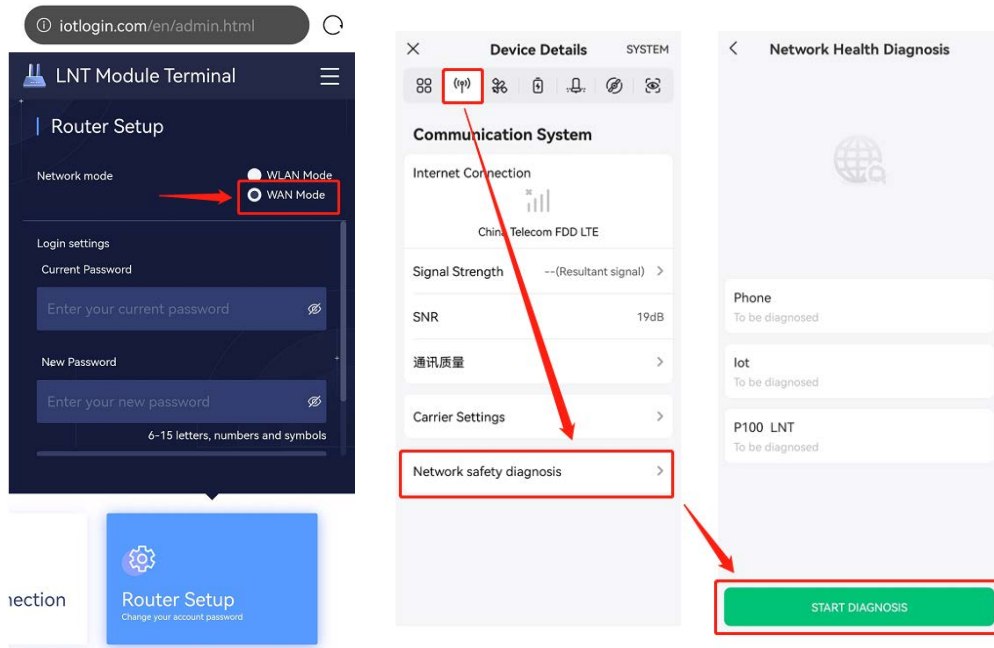 iotlogin.com/en/admin.html
LNT Module Terminal
Router Setup
Network mode
WLAN Mode
WAN Mode
Login settings
Current Password
Enter your current password
New Password
Enter your new password
6-15 letters, numbers and symbols
nection
Router Setup
Change your account password
Device Details
SYSTEM
Communication System
Internet Connection
China Telecom FDD LTE
Signal Strength --(Resultant signal)
SNR 19dB
通讯质量
Carrier Settings
Network safety diagnosis
Network Health Diagnosis
Phone
To be diagnosed
Iot
To be diagnosed
P100 LNT
To be diagnosed
START DIAGNOSIS